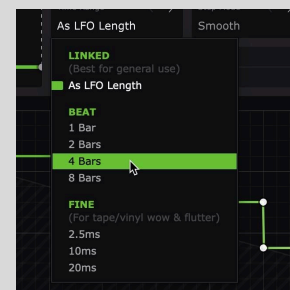 As LFO Length
Smooth
LINKED
(Best for general use)
As LFO Length
BEAT
1 Bar
2 Bars
4 Bars
8 Bars
FINE
(For tape/vinyl wow & flutter)
2.5ms
10ms
20ms